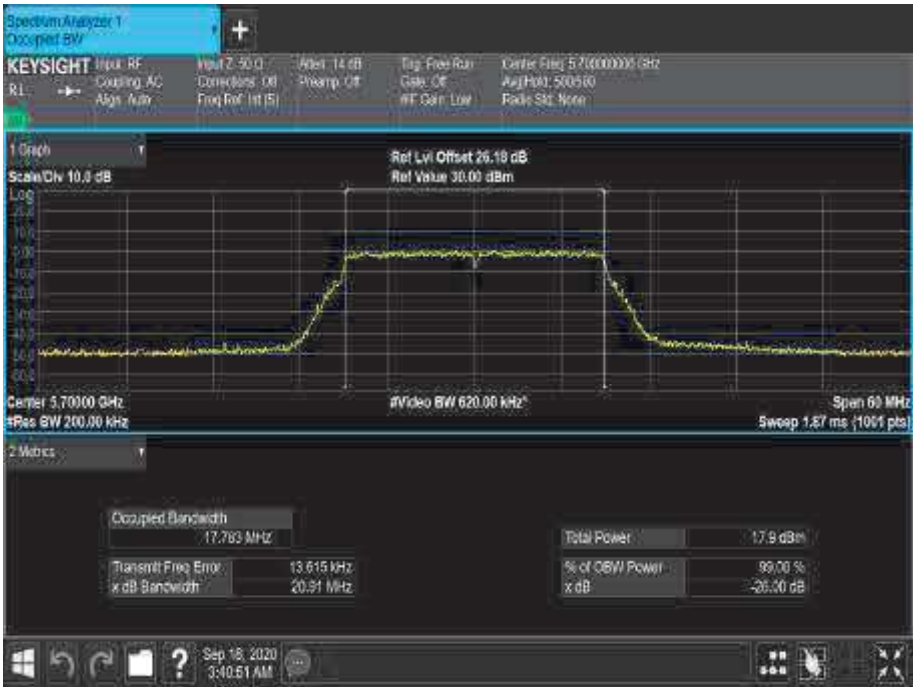 Spectrum Analyzer 1
Occupied BW
KEYSIGHT
Input: RF
Coupling: AC
Align: Auto
Input Z: 50 Ω
Corrections: Off
Freq Ref: Int (S)
Atten: 14 dB
Preamp: Off
Trig: Free Run
Gate: Off
#IF Gain: Low
Center Freq: 5.700000000 GHz
Avg|Hold: 500/500
Radio Std: None
1 Graph
Scale/Div 10.0 dB
Ref Lvl Offset 26.18 dB
Ref Value 30.00 dBm
Log
Center 5.70000 GHz
#Res BW 200.00 kHz
#Video BW 620.00 kHz*
Span 60 MHz
Sweep 1.87 ms (1001 pts)
2 Metrics
Occupied Bandwidth
17.783 MHz
Total Power 17.9 dBm
Transmit Freq Error 13.615 kHz
% of OBW Power 99.00 %
x dB Bandwidth 20.91 MHz
x dB -26.00 dB
Sep 18, 2020
3:40:51 AM